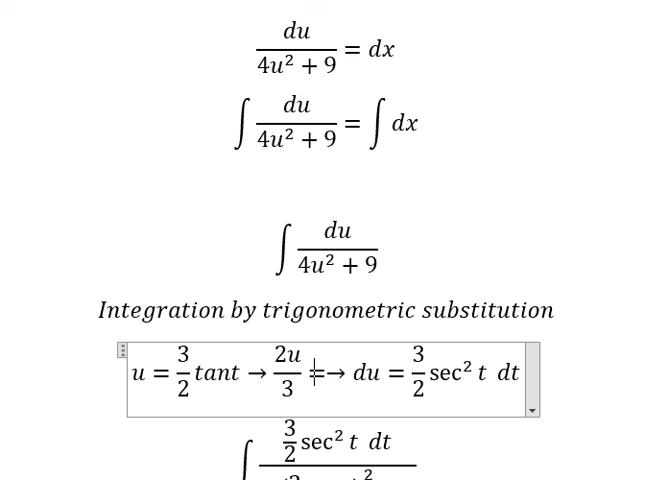 du/(4u² + 9) = dx
∫ du/(4u² + 9) = ∫ dx
∫ du/(4u² + 9)
Integration by trigonometric substitution
u = 3/2 tant → 2u/3 =→ du = 3/2 sec² t dt
∫ 3/2 sec² t dt